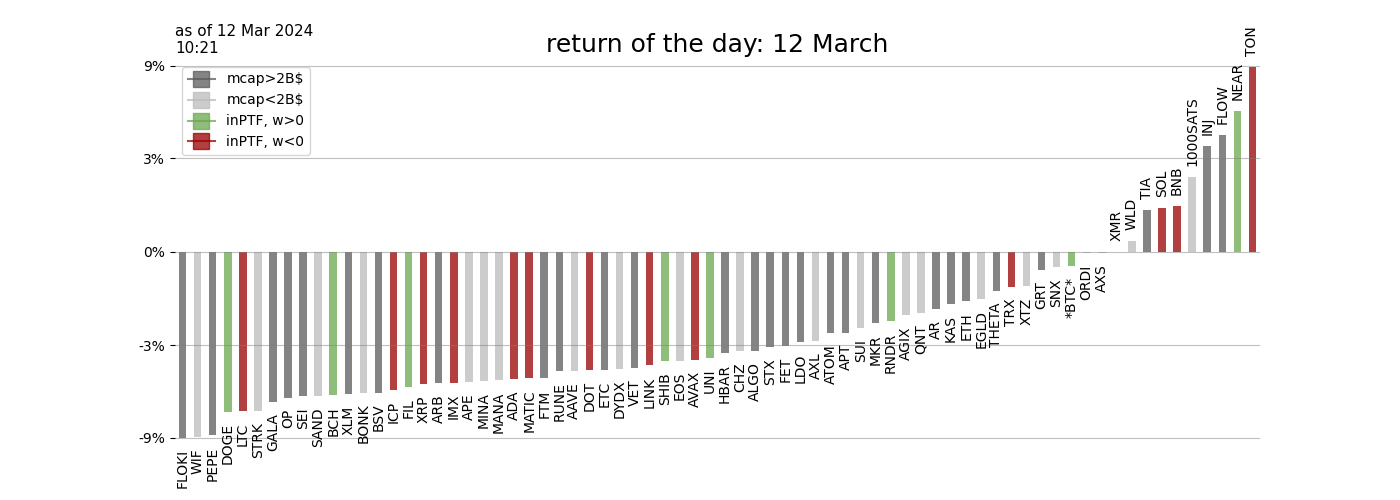 as of 12 Mar 2024
10:21
return of the day: 12 March
mcap>2B$
mcap<2B$
inPTF, w>0
inPTF, w<0
9%
3%
0%
-3%
-9%
FLOKI
WIF
PEPE
DOGE
LTC
STRK
GALA
OP
SEI
SAND
BCH
XLM
BONK
BSV
ICP
FIL
XRP
ARB
IMX
APE
MINA
MANA
ADA
MATIC
FTM
RUNE
AAVE
DOT
ETC
DYDX
VET
LINK
SHIB
EOS
AVAX
UNI
HBAR
CHZ
ALGO
STX
FET
LDO
AXL
ATOM
APT
SUI
MKR
RNDR
AGIX
QNT
AR
KAS
ETH
EGLD
THETA
TRX
XTZ
GRT
SNX
*BTC*
ORDI
AXS
XMR
WLD
TIA
SOL
BNB
1000SATS
INJ
FLOW
NEAR
TON